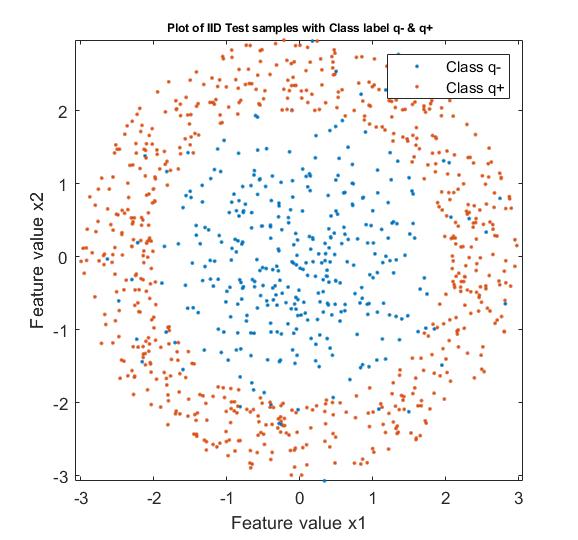 Plot of IID Test samples with Class label q- & q+
Class q-
Class q+
2
1
0
-1
-2
-3
Feature value x2
-3 -2 -1 0 1 2 3
Feature value x1